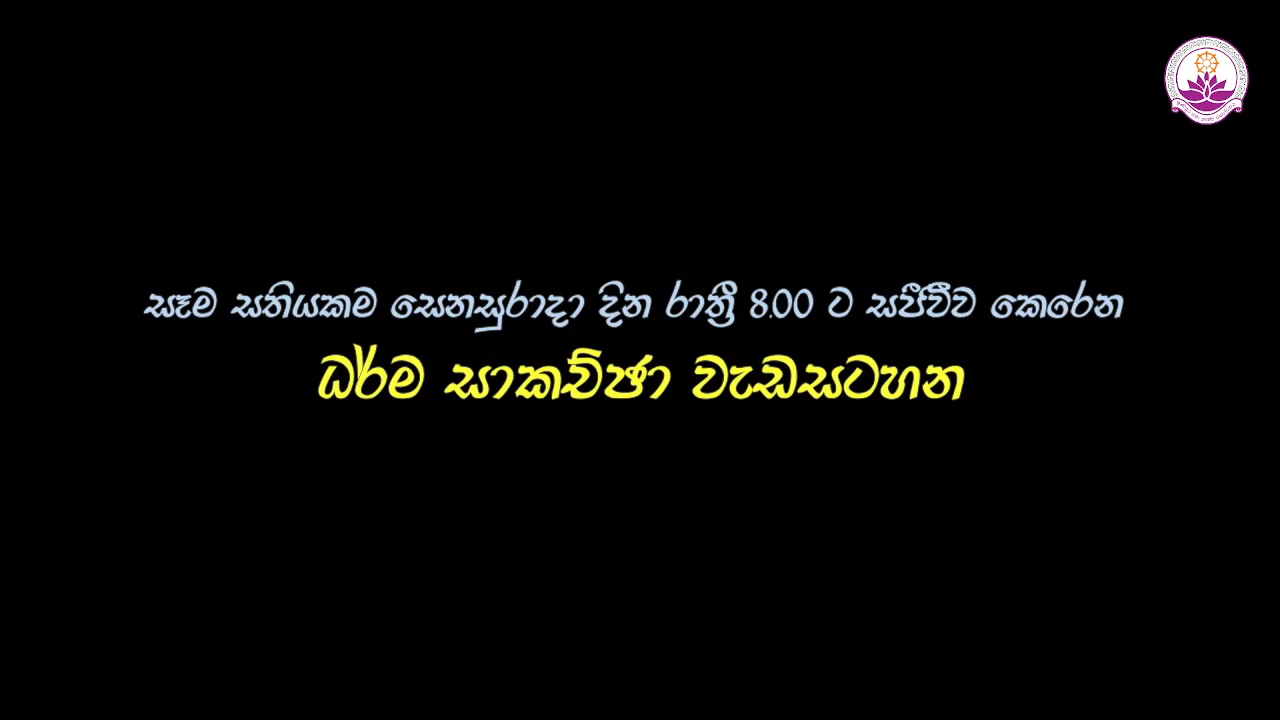 සෑම සතියකම සෙනසුරාදා දින රාත්‍රී 8.00 ට සජීවීව කෙරෙන
ධර්ම සාකච්ඡා වැඩසටහන